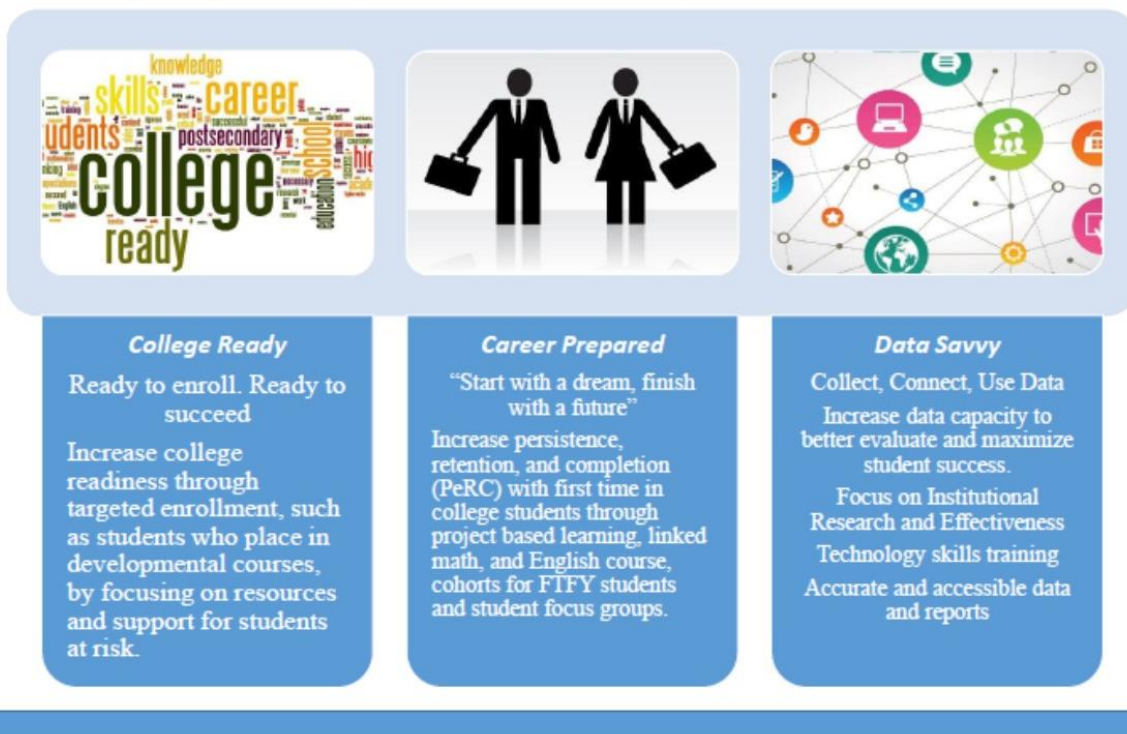 knowledge
skills
career
udents
postsecondary
school
college
education
ready
College Ready
Ready to enroll. Ready to
succeed
Increase college
readiness through
targeted enrollment, such
as students who place in
developmental courses,
by focusing on resources
and support for students
at risk.
Career Prepared
“Start with a dream, finish
with a future”
Increase persistence,
retention, and completion
(PeRC) with first time in
college students through
project based learning, linked
math, and English course,
cohorts for FTFY students
and student focus groups.
Data Savvy
Collect, Connect, Use Data
Increase data capacity to
better evaluate and maximize
student success.
Focus on Institutional
Research and Effectiveness
Technology skills training
Accurate and accessible data
and reports